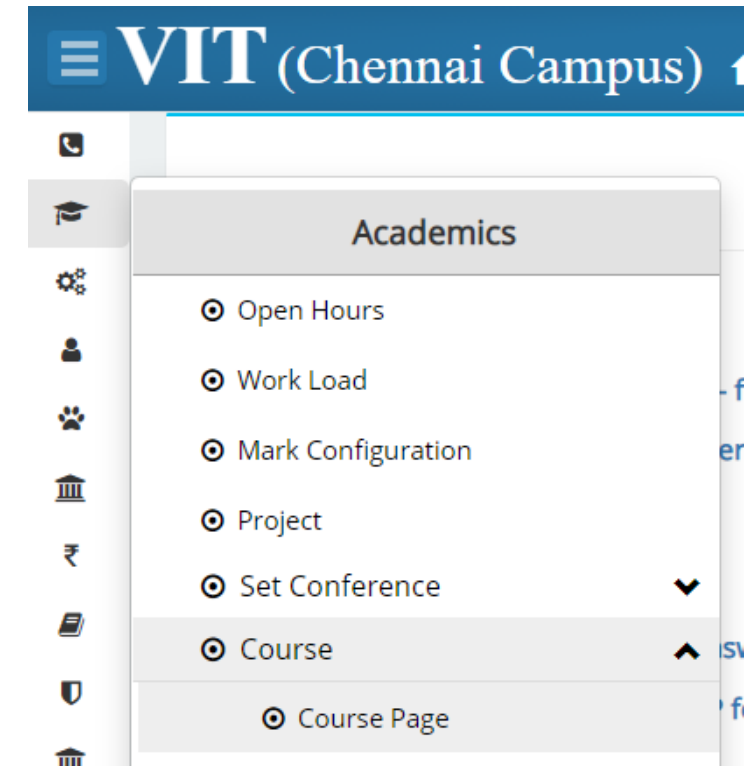 VIT (Chennai Campus)
Academics
Open Hours
Work Load
Mark Configuration
Project
Set Conference
Course
Course Page